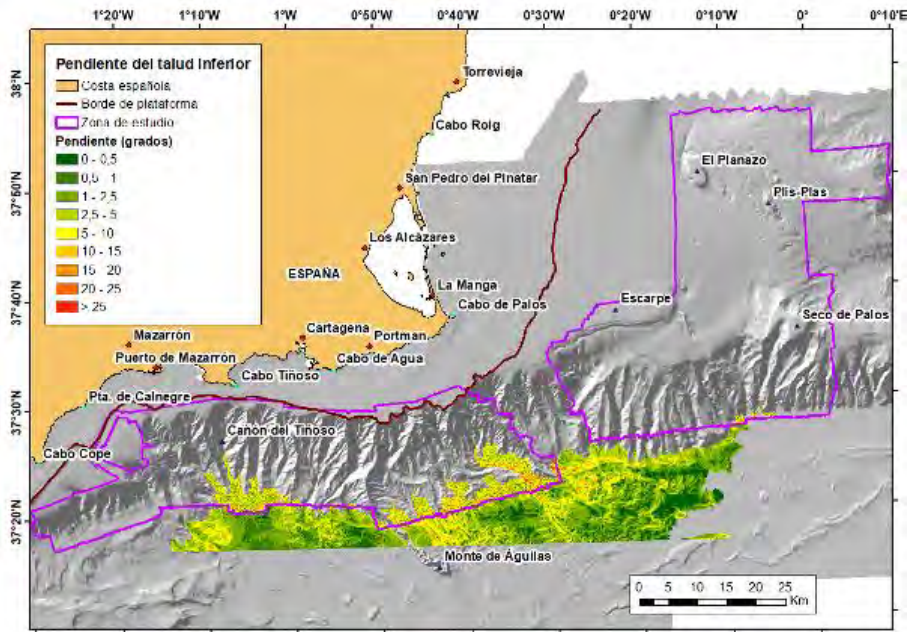 1°20'W
1°10'W
1°0'W
0°50'W
0°40'W
0°30'W
0°20'W
0°10'W
0°
0°10'E
38°N
37°50'N
37°40'N
37°30'N
37°20'N
Pendiente del talud inferior
Costa española
Borde de plataforma
Zona de estudio
Pendiente (grados)
0 - 0,5
0,5 - 1
1 - 2,5
2,5 - 5
5 - 10
10 - 15
15 - 20
20 - 25
> 25
Torrevieja
Cabo Roig
San Pedro del Pinatar
El Planazo
Plis-Plas
Los Alcázares
ESPAÑA
La Manga
Cabo de Palos
Escarpe
Seco de Palos
Mazarrón
Cartagena
Portman
Puerto de Mazarrón
Cabo de Agua
Cabo Tiñoso
Pta. de Calnegre
Cañon del Tiñoso
Cabo Cope
Monte de Águilas
0 5 10 15 20 25
Km